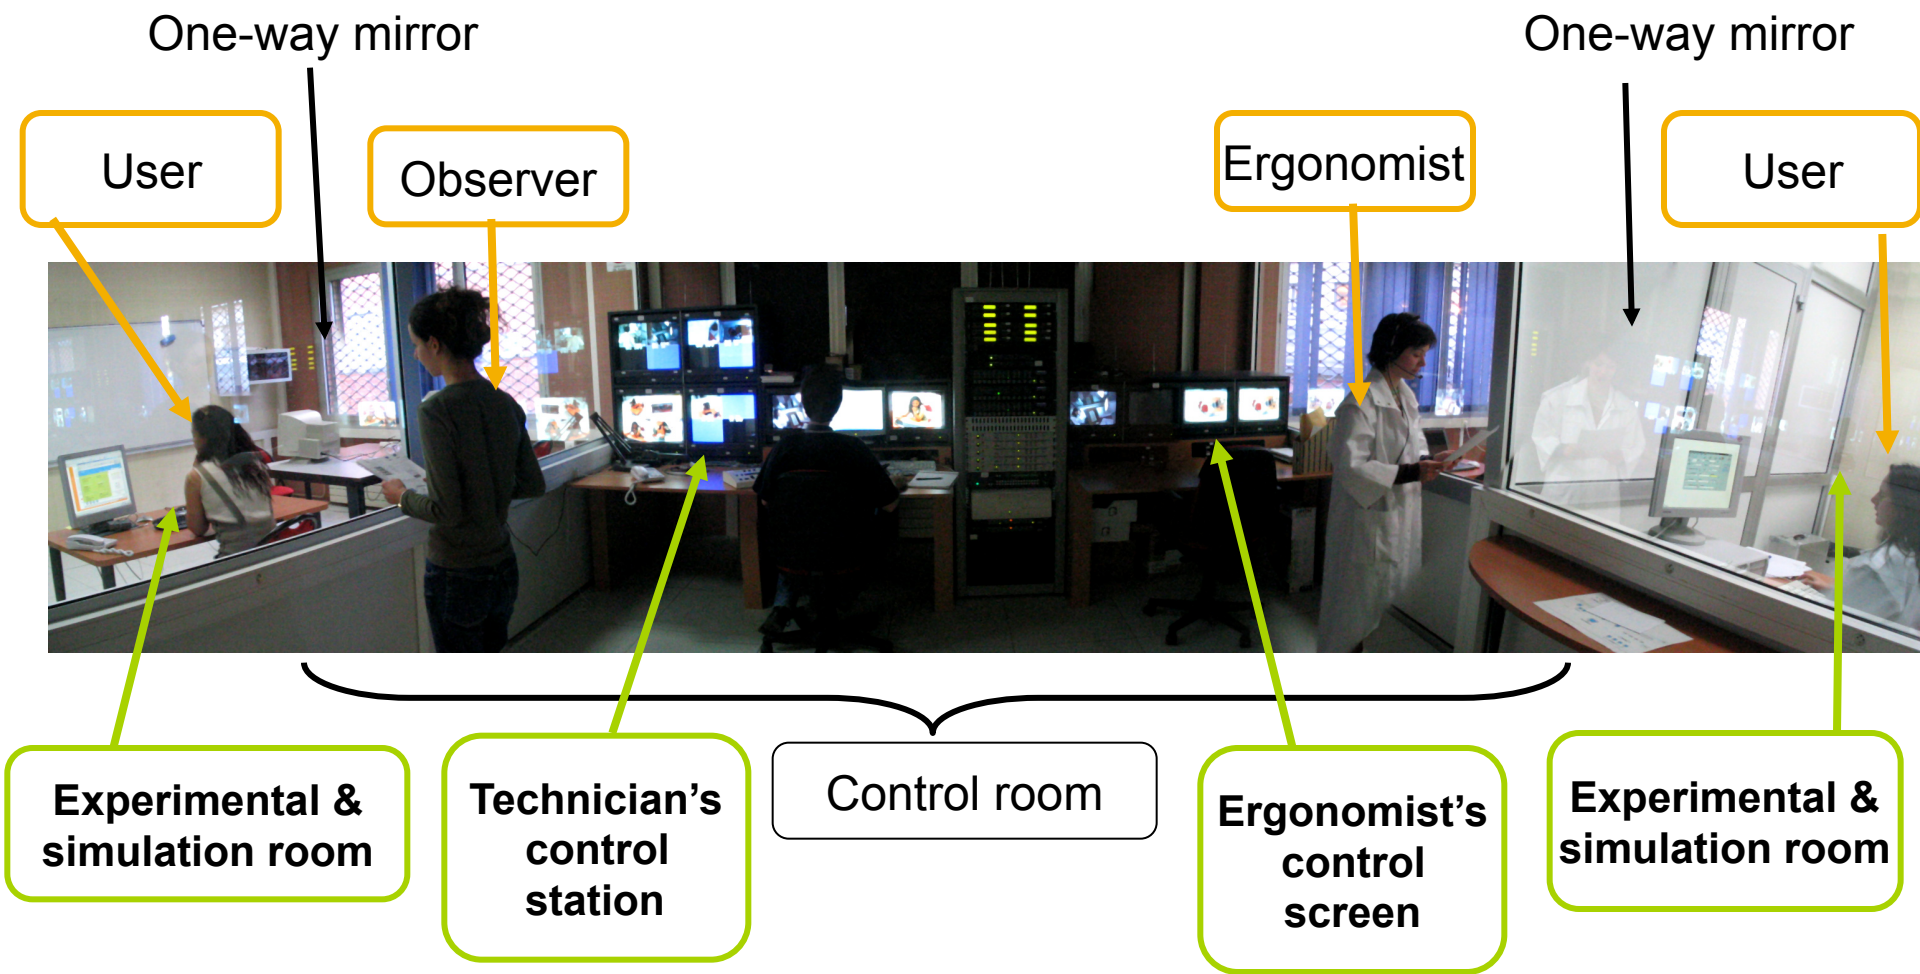 One-way mirror
One-way mirror
User
Observer
Ergonomist
User
Experimental &
simulation room
Technician’s
control
station
Control room
Ergonomist’s
control
screen
Experimental &
simulation room